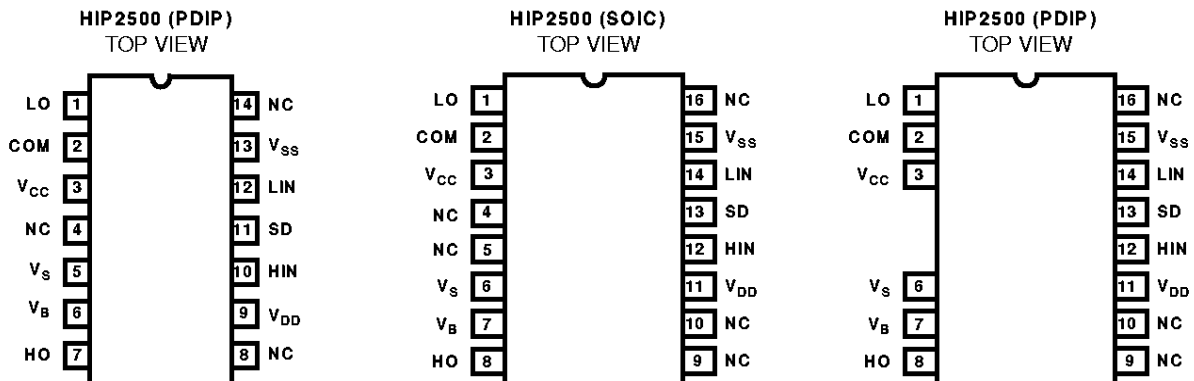 HIP2500 (PDIP)
TOP VIEW
LO 1 14 NC
COM 2 13 VSS
VCC 3 12 LIN
NC 4 11 SD
VS 5 10 HIN
VB 6 9 VDD
HO 7 8 NC
HIP2500 (SOIC)
TOP VIEW
LO 1 16 NC
COM 2 15 VSS
VCC 3 14 LIN
NC 4 13 SD
NC 5 12 HIN
VS 6 11 VDD
VB 7 10 NC
HO 8 9 NC
HIP2500 (PDIP)
TOP VIEW
LO 1 16 NC
COM 2 15 VSS
VCC 3 14 LIN
13 SD
12 HIN
VS 6 11 VDD
VB 7 10 NC
HO 8 9 NC